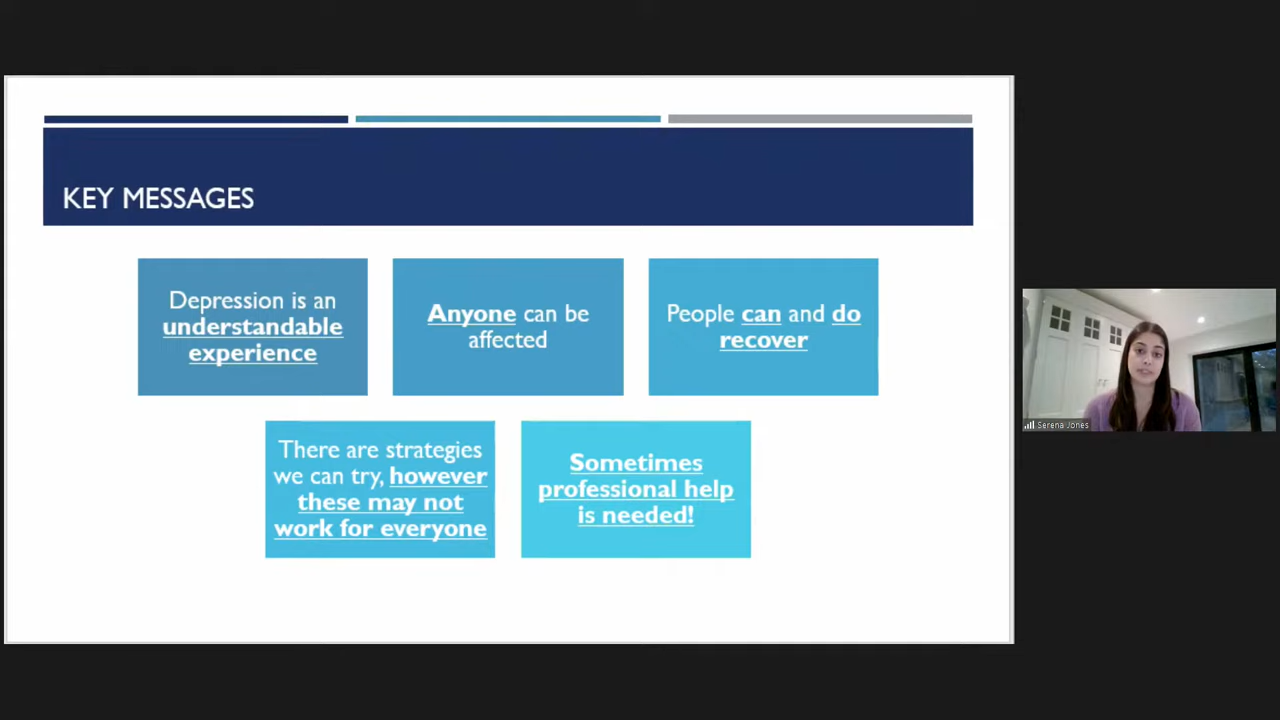 KEY MESSAGES
Depression is an
understandable
experience
Anyone can be
affected
People can and do
recover
There are strategies
we can try, however
these may not
work for everyone
Sometimes
professional help
is needed!
Serena Jones